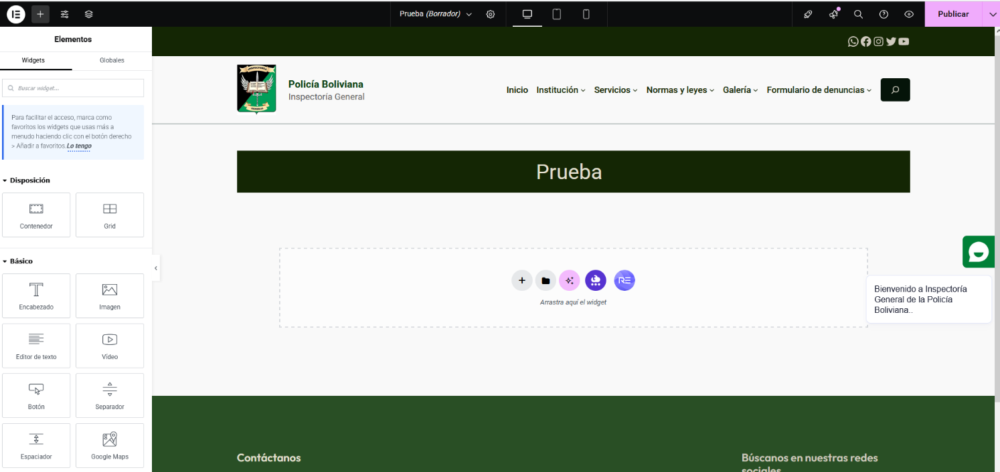 Prueba (Borrador)
Publicar
Elementos
Widgets
Globales
Buscar widget...
Para facilitar el acceso, marca como
favoritos los widgets que usas más a
menudo haciendo clic con el botón derecho
> Añadir a favoritos.Lo tengo
Disposición
Contenedor
Grid
Básico
Encabezado
Imagen
Editor de texto
Vídeo
Botón
Separador
Espaciador
Google Maps
INSPECTORIA
GENERAL
Policía Boliviana
Inspectoría General
Inicio
Institución
Servicios
Normas y leyes
Galería
Formulario de denuncias
Prueba
RE
Arrastra aquí el widget
Bienvenido a Inspectoría
General de la Policía
Boliviana..
Contáctanos
Búscanos en nuestras redes
sociales